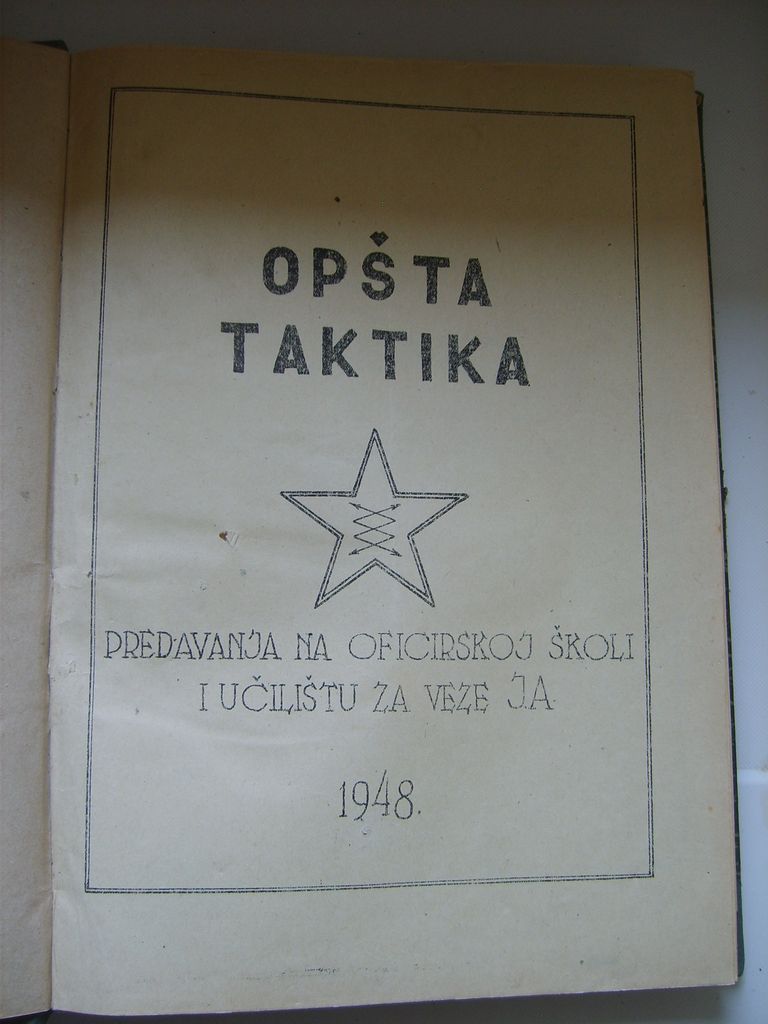 OPŠTA
TAKTIKA
PREDAVANJA NA OFICIRSKOJ ŠKOLI
I UČILIŠTU ZA VEZE JA
1948.